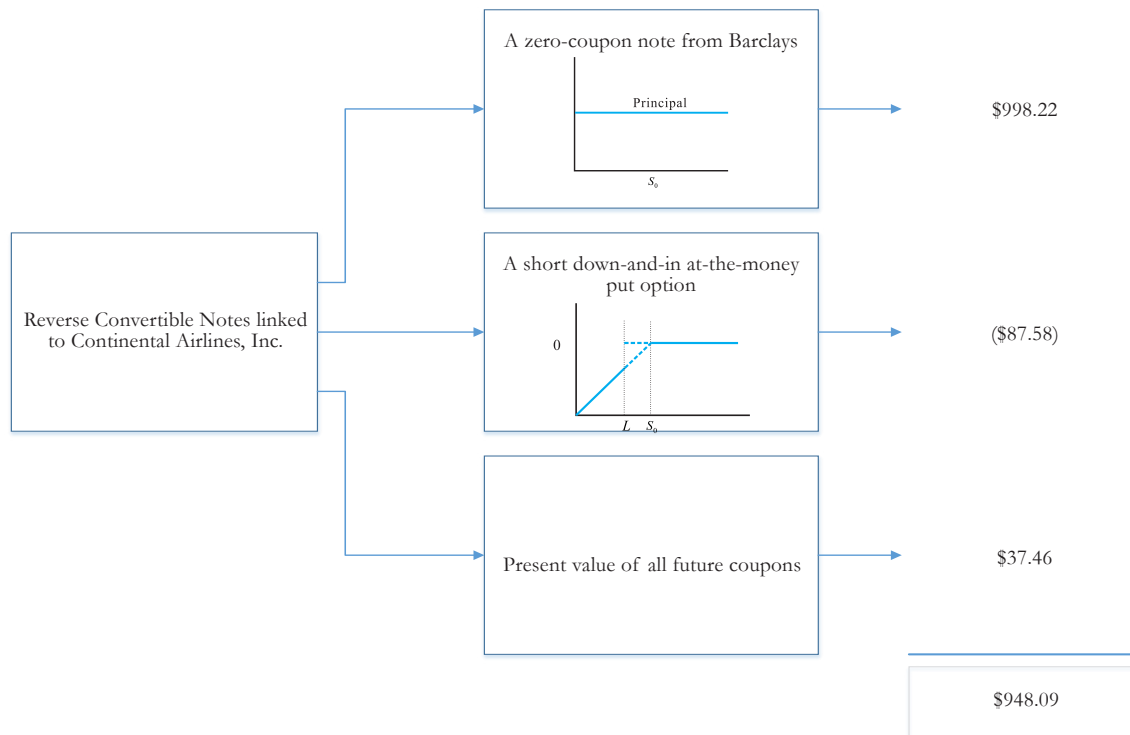 A zero-coupon note from Barclays
Principal
S₀
$998.22
Reverse Convertible Notes linked
to Continental Airlines, Inc.
A short down-and-in at-the-money
put option
0
L S₀
($87.58)
Present value of all future coupons
$37.46
$948.09